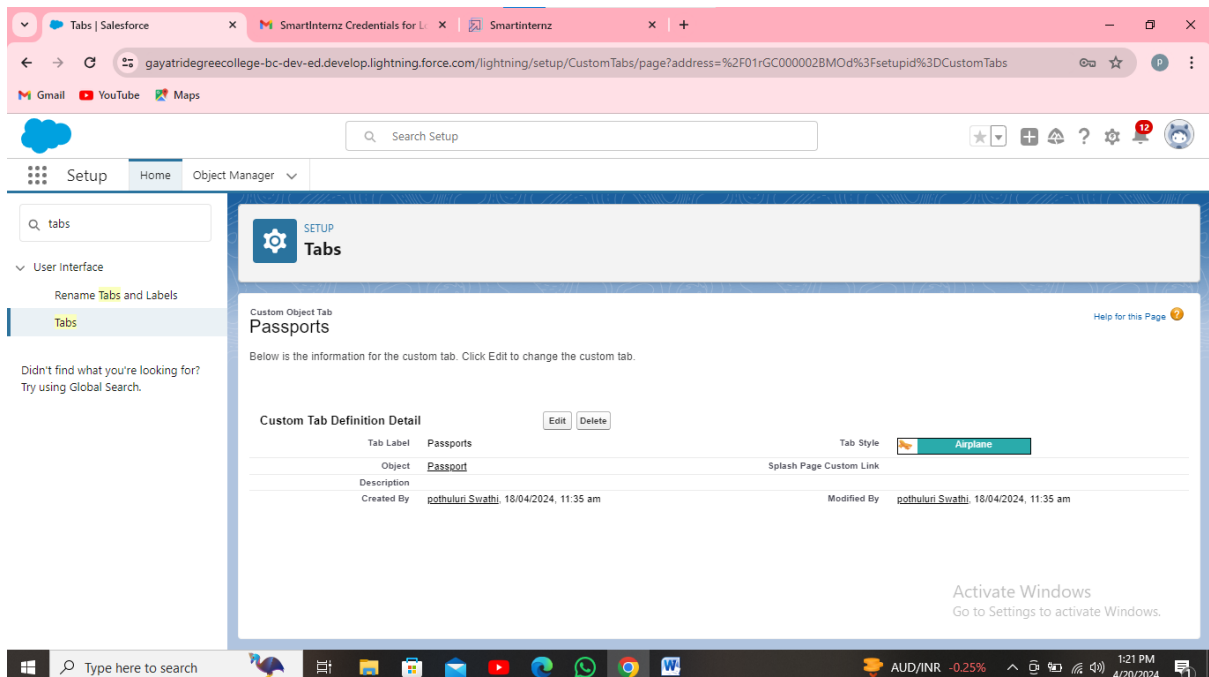 Tabs | Salesforce
SmartInternz Credentials for Lo
Smartinternz
gayatridegreecollege-bc-dev-ed.develop.lightning.force.com/lightning/setup/CustomTabs/page?address=%2F01rGC000002BMOd%3Fsetupid%3DCustomTabs
P
Gmail YouTube Maps
Search Setup
12
Setup Home Object Manager
tabs
SETUP
Tabs
User Interface
Rename Tabs and Labels
Tabs
Didn't find what you're looking for?
Try using Global Search.
Custom Object Tab
Passports
Help for this Page
Below is the information for the custom tab. Click Edit to change the custom tab.
Custom Tab Definition Detail Edit Delete
Tab Label Passports Tab Style Airplane
Object Passport Splash Page Custom Link
Description
Created By pothuluri Swathi, 18/04/2024, 11:35 am Modified By pothuluri Swathi, 18/04/2024, 11:35 am
Activate Windows
Go to Settings to activate Windows.
Type here to search
AUD/INR -0.25%
1:21 PM
4/20/2024